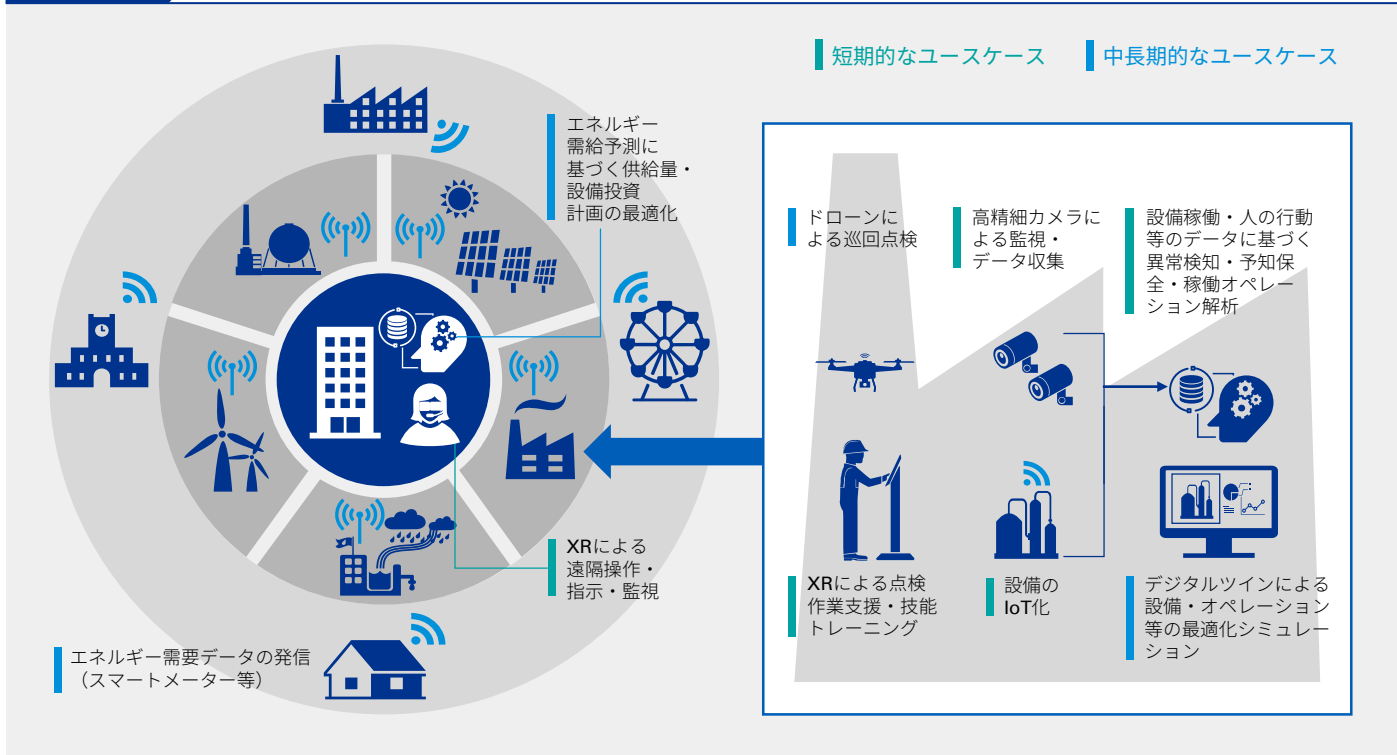 短期的なユースケース
中長期的なユースケース
エネルギー
需給予測に
基づく供給量・
設備投資
計画の最適化
XRによる
遠隔操作・
指示・監視
エネルギー需要データの発信
（スマートメーター等）
ドローンに
よる巡回点検
高精細カメラに
よる監視・
データ収集
設備稼働・人の行動
等のデータに基づく
異常検知・予知保
全・稼働オペレー
ション解析
XRによる点検
作業支援・技能
トレーニング
設備の
IoT化
デジタルツインによる
設備・オペレーション
等の最適化シミュレー
ション